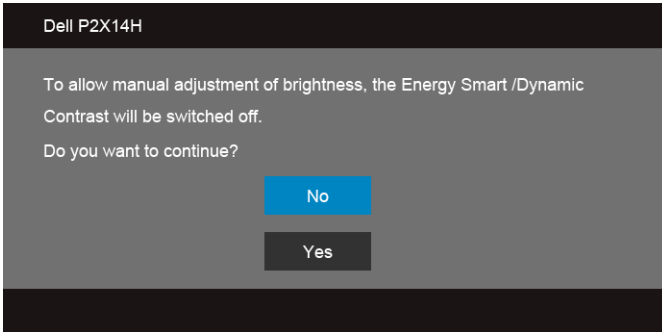 Dell P2X14H
To allow manual adjustment of brightness, the Energy Smart /Dynamic
Contrast will be switched off.
Do you want to continue?
No
Yes